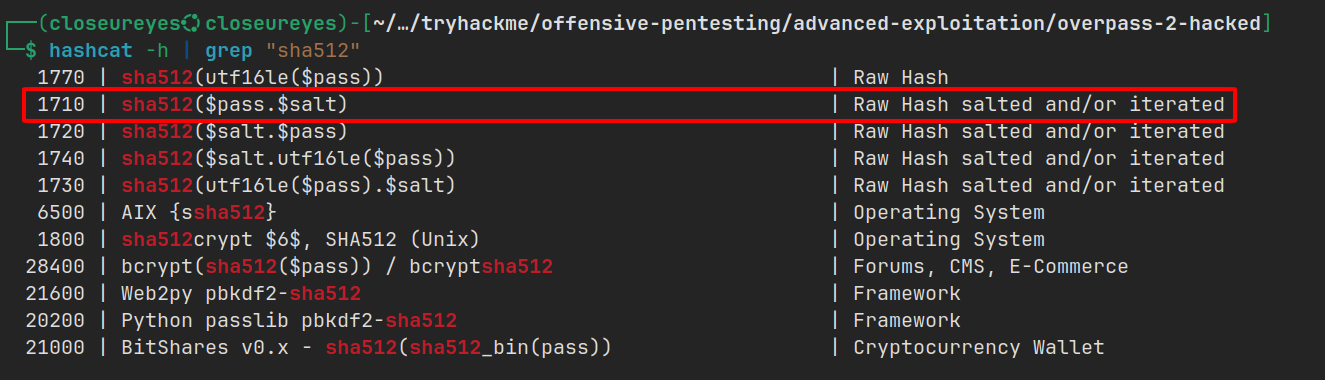 (closeureyes closeureyes)-[~/…/tryhackme/offensive-pentesting/advanced-exploitation/overpass-2-hacked]
$ hashcat -h | grep "sha512"
1770 | sha512(utf16le($pass)) | Raw Hash
1710 | sha512($pass.$salt) | Raw Hash salted and/or iterated
1720 | sha512($salt.$pass) | Raw Hash salted and/or iterated
1740 | sha512($salt.utf16le($pass)) | Raw Hash salted and/or iterated
1730 | sha512(utf16le($pass).$salt) | Raw Hash salted and/or iterated
6500 | AIX {ssha512} | Operating System
1800 | sha512crypt $6$, SHA512 (Unix) | Operating System
28400 | bcrypt(sha512($pass)) / bcryptsha512 | Forums, CMS, E-Commerce
21600 | Web2py pbkdf2-sha512 | Framework
20200 | Python passlib pbkdf2-sha512 | Framework
21000 | BitShares v0.x - sha512(sha512_bin(pass)) | Cryptocurrency Wallet